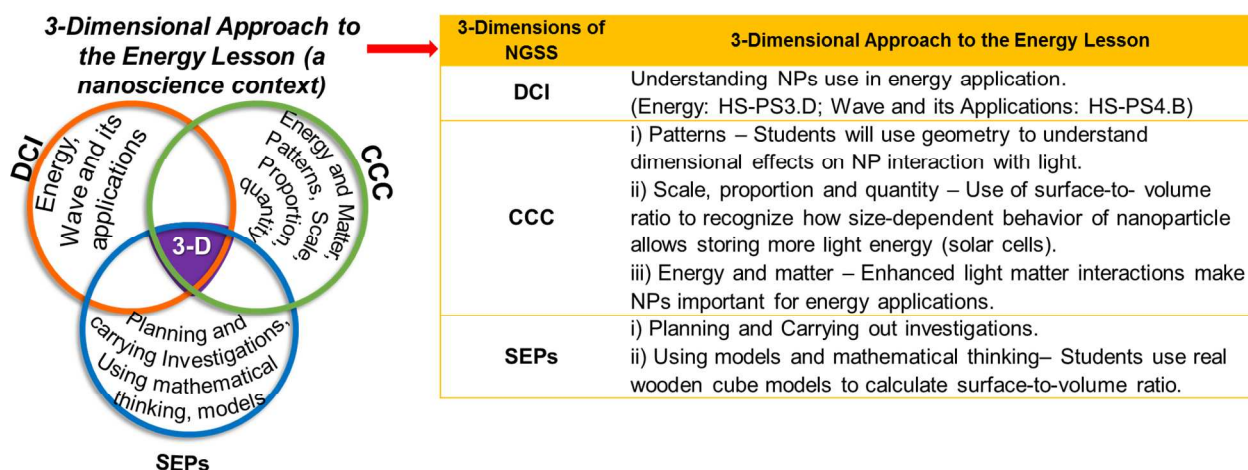 3-Dimensional Approach to
the Energy Lesson (a
nanoscience context)
DCI
Energy,
Wave and its
applications
CCC
Energy and Matter,
Patterns, Scale,
Proportion,
quantity
3-D
Planning and
carrying Investigations,
Using mathematical
thinking, models
SEPs
3-Dimensions of
NGSS
3-Dimensional Approach to the Energy Lesson
DCI
Understanding NPs use in energy application.
(Energy: HS-PS3.D; Wave and its Applications: HS-PS4.B)
CCC
i) Patterns – Students will use geometry to understand
dimensional effects on NP interaction with light.
ii) Scale, proportion and quantity – Use of surface-to- volume
ratio to recognize how size-dependent behavior of nanoparticle
allows storing more light energy (solar cells).
iii) Energy and matter – Enhanced light matter interactions make
NPs important for energy applications.
SEPs
i) Planning and Carrying out investigations.
ii) Using models and mathematical thinking– Students use real
wooden cube models to calculate surface-to-volume ratio.